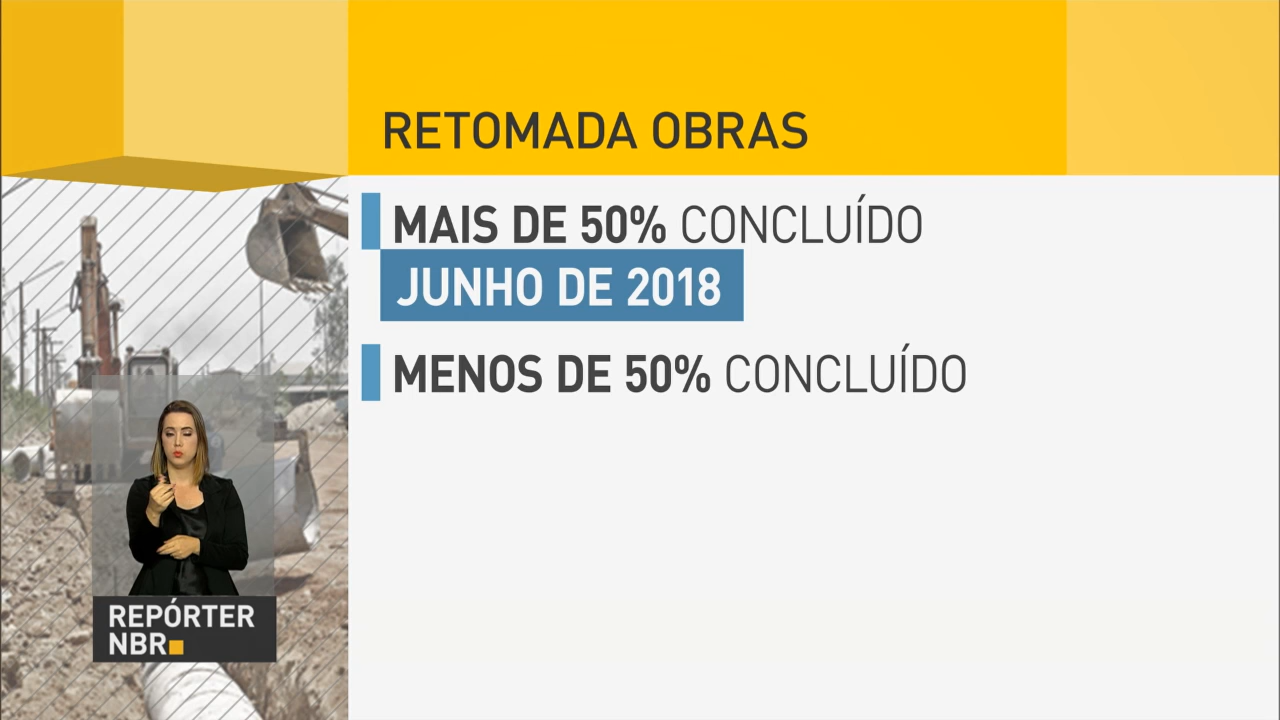 RETOMADA OBRAS
MAIS DE 50% CONCLUÍDO
JUNHO DE 2018
MENOS DE 50% CONCLUÍDO
REPÓRTER
NBR